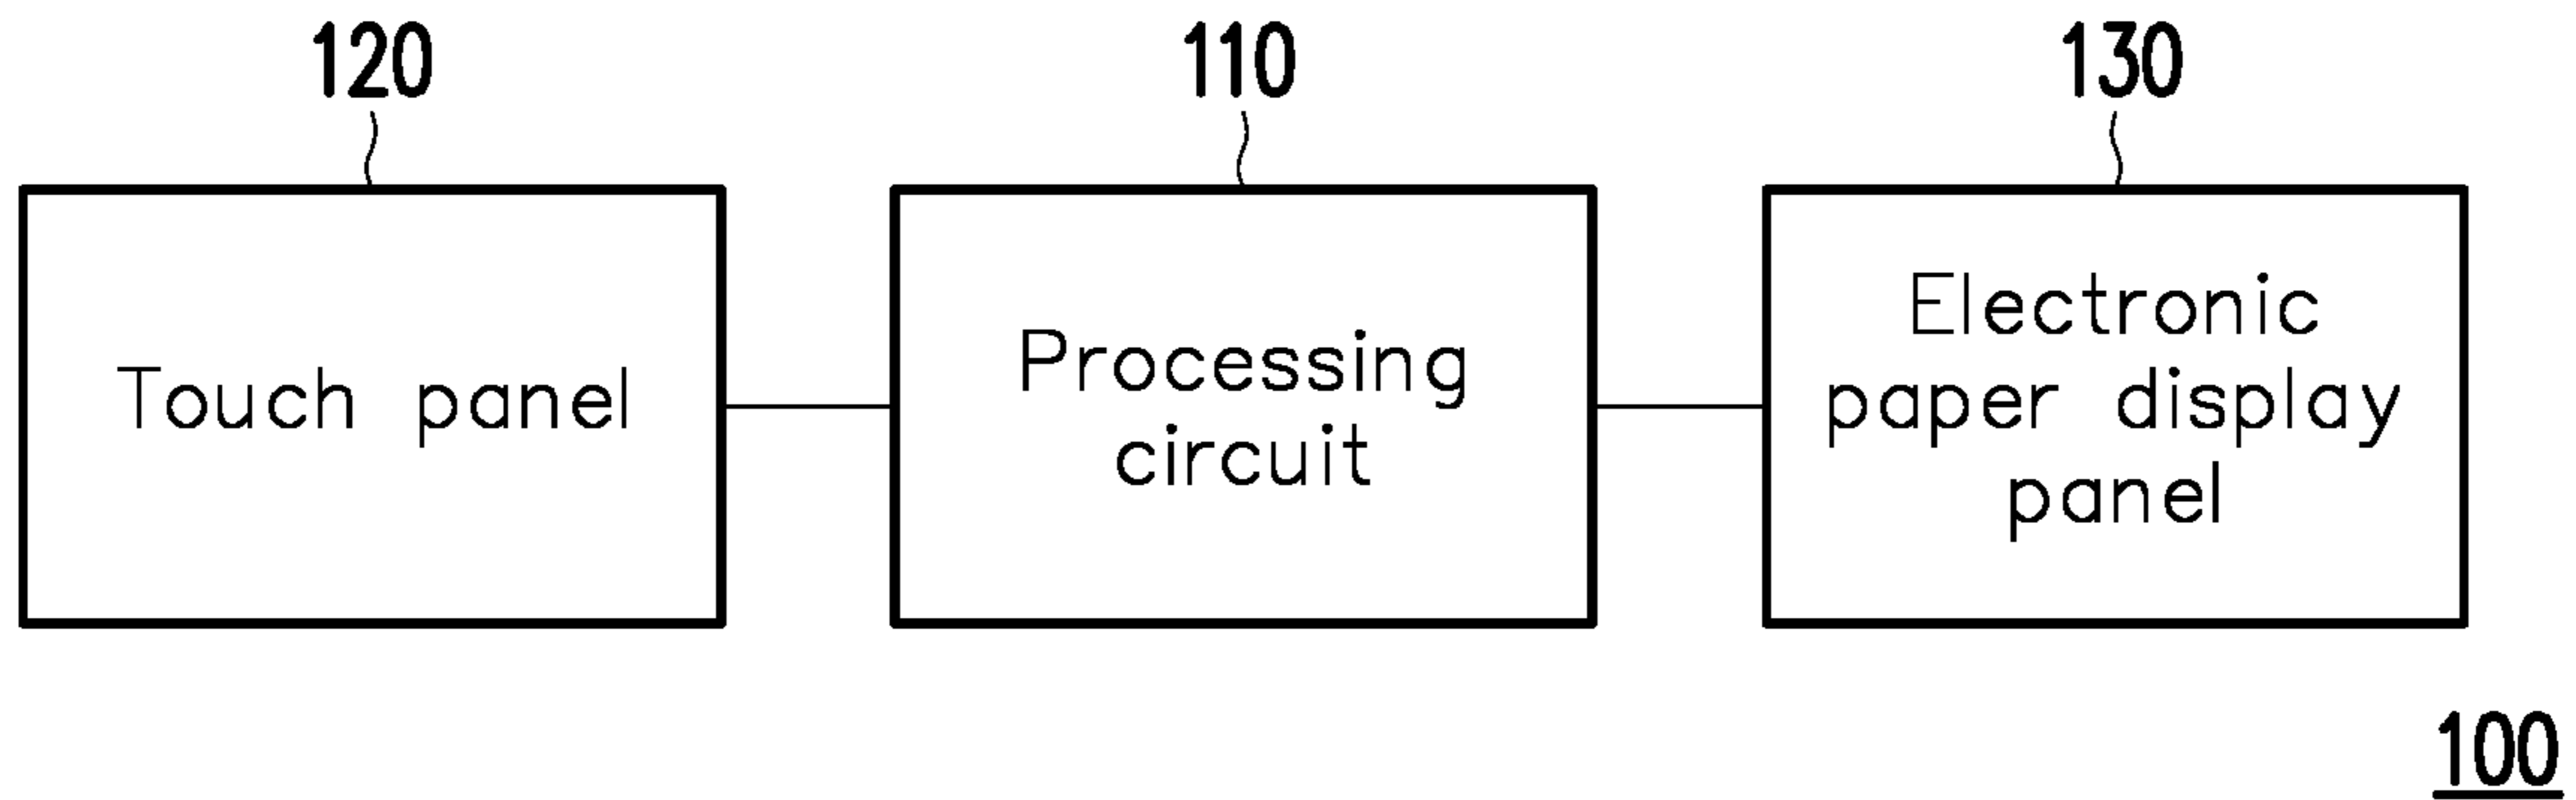 120
110
130
Touch panel
Processing
circuit
Electronic
paper display
panel
100